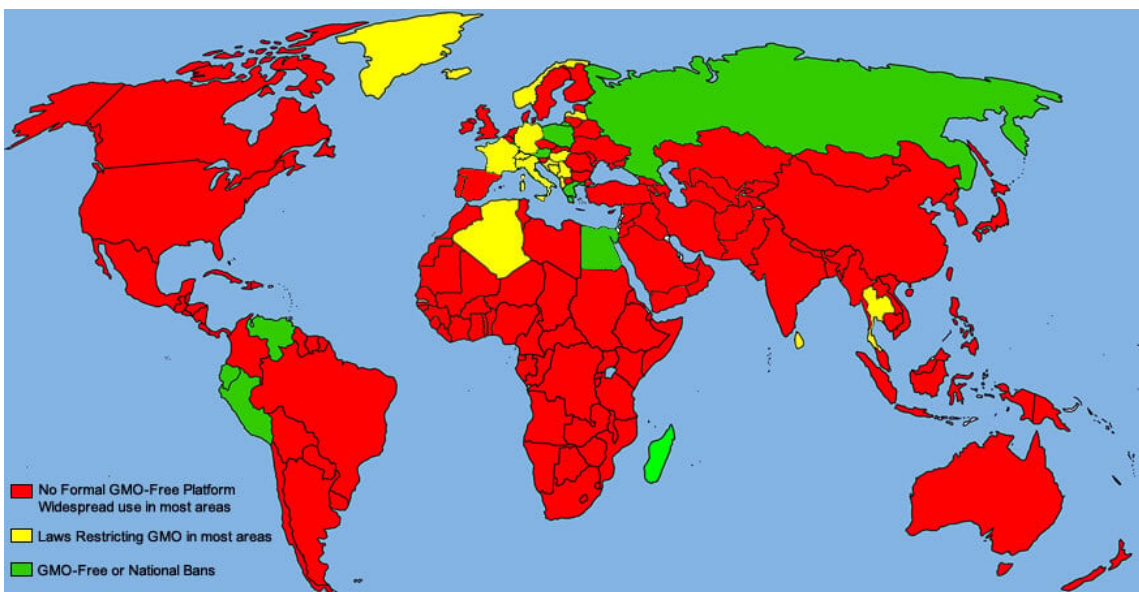 No Formal GMO-Free Platform
Widespread use in most areas
Laws Restricting GMO in most areas
GMO-Free or National Bans